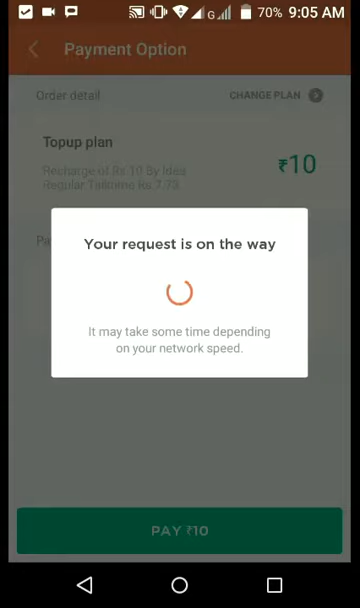 G 70% 9:05 AM
Payment Option
Order detail CHANGE PLAN
Topup plan
₹10
Recharge of Rs 10 By Idea
Regular Talktime Rs 7.73
Pa
Your request is on the way
It may take some time depending
on your network speed.
PAY ₹10